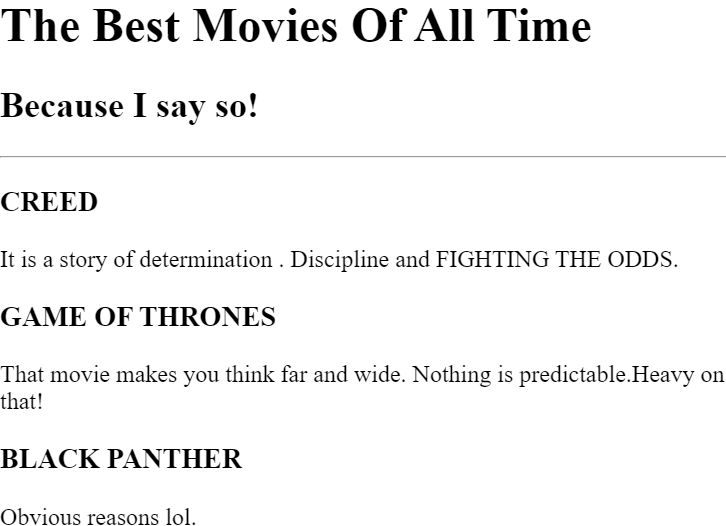 The Best Movies Of All Time
Because I say so!
CREED
It is a story of determination . Discipline and FIGHTING THE ODDS.
GAME OF THRONES
That movie makes you think far and wide. Nothing is predictable.Heavy on
that!
BLACK PANTHER
Obvious reasons lol.